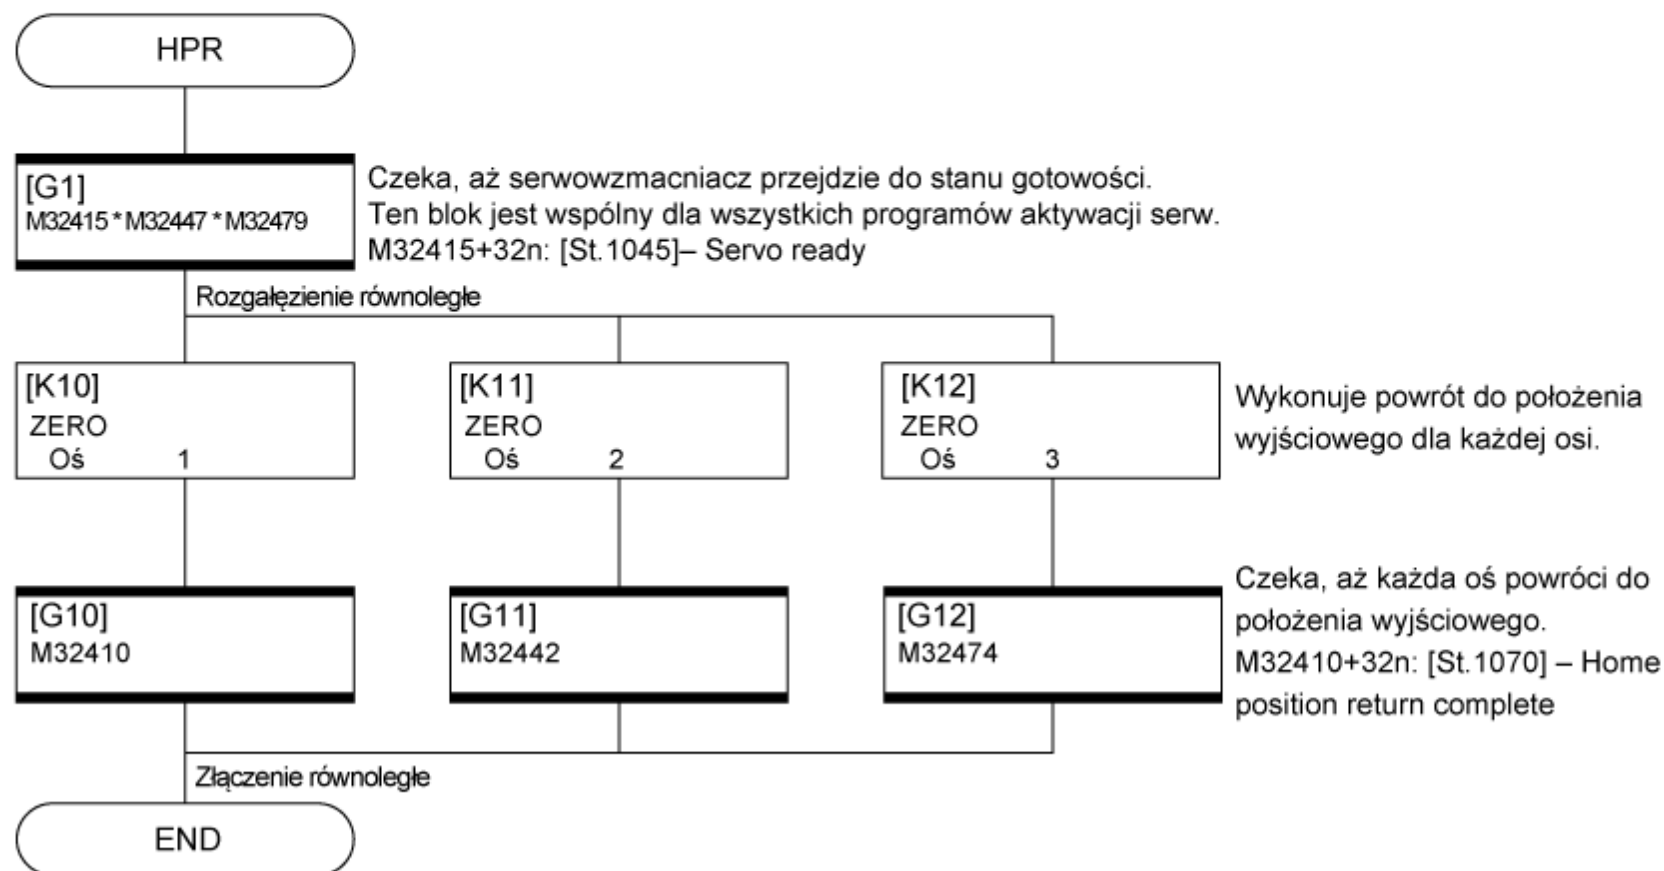 HPR
[G1]
M32415 * M32447 * M32479
Czeka, aż serwowzmacniacz przejdzie do stanu gotowości.
Ten blok jest wspólny dla wszystkich programów aktywacji serw.
M32415+32n: [St.1045]– Servo ready
Rozgałęzienie równoległe
[K10]
ZERO
Oś 1
[K11]
ZERO
Oś 2
[K12]
ZERO
Oś 3
Wykonuje powrót do położenia
wyjściowego dla każdej osi.
[G10]
M32410
[G11]
M32442
[G12]
M32474
Czeka, aż każda oś powróci do
położenia wyjściowego.
M32410+32n: [St.1070] – Home
position return complete
Złączenie równoległe
END